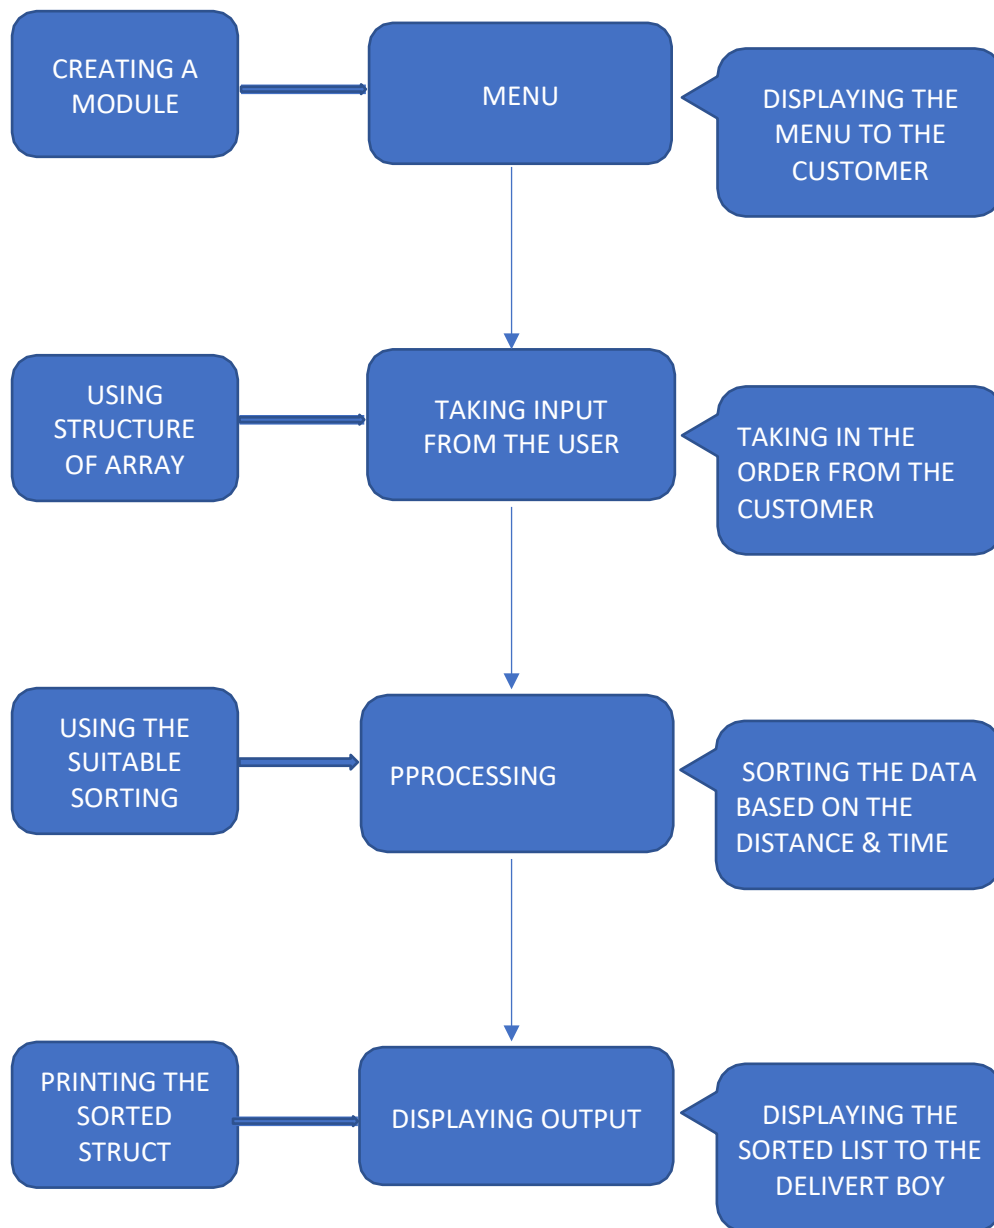 CREATING A
MODULE
MENU
DISPLAYING THE
MENU TO THE
CUSTOMER
USING
STRUCTURE
OF ARRAY
TAKING INPUT
FROM THE USER
TAKING IN THE
ORDER FROM THE
CUSTOMER
USING THE
SUITABLE
SORTING
PPROCESSING
SORTING THE DATA
BASED ON THE
DISTANCE & TIME
PRINTING THE
SORTED
STRUCT
DISPLAYING OUTPUT
DISPLAYING THE
SORTED LIST TO THE
DELIVERT BOY